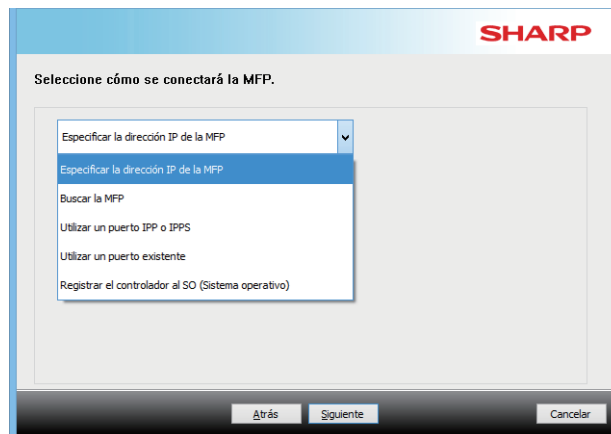 SHARP
Seleccione cómo se conectará la MFP.
Especificar la dirección IP de la MFP
Especificar la dirección IP de la MFP
Buscar la MFP
Utilizar un puerto IPP o IPPS
Utilizar un puerto existente
Registrar el controlador al SO (Sistema operativo)
Atrás Siguiente Cancelar